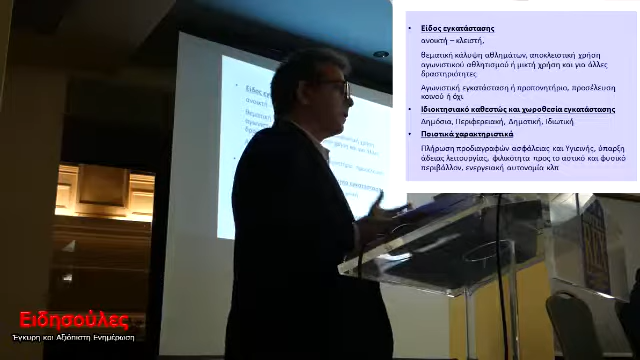 • Είδος εγκατάστασης
ανοικτή – κλειστή,
θεματική κάλυψη αθλημάτων, αποκλειστική χρήση
αγωνιστικού αθλητισμού ή μικτή χρήση και για άλλες
δραστηριότητες
Αγωνιστική εγκατάσταση ή προπονητήριο, προσέλευση
κοινού ή όχι
• Ιδιοκτησιακό καθεστώς και χωροθεσία εγκατάστασης
Δημόσια, Περιφερειακή, Δημοτική, Ιδιωτική
• Ποιοτικά χαρακτηριστικά
Πλήρωση προδιαγραφών ασφάλειας και Υγιεινής, ύπαρξη
άδειας λειτουργίας, φιλικότητα προς το αστικό και φυσικό
περιβάλλον, ενεργειακή αυτονομία κλπ
Ειδησούλες
Έγκυρη και Αξιόπιστη Ενημέρωση